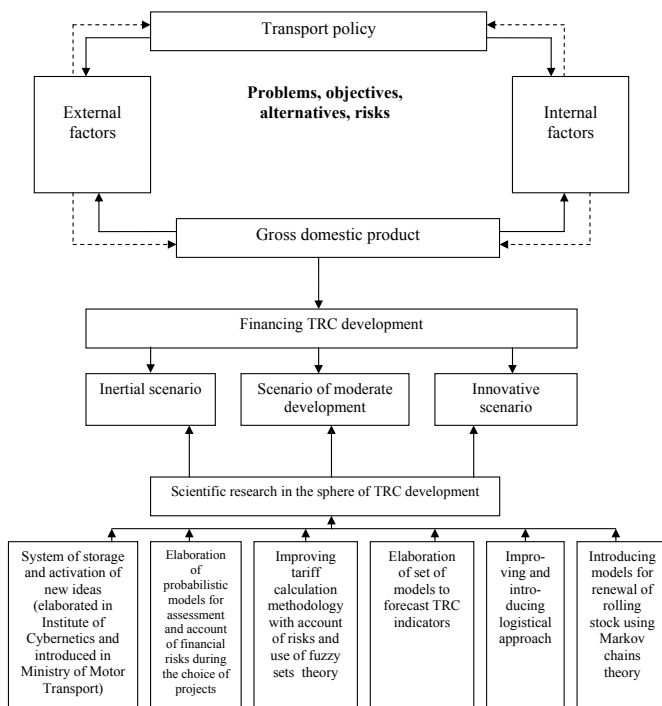 Transport policy
External
factors
Problems, objectives,
alternatives, risks
Internal
factors
Gross domestic product
Financing TRC development
Inertial scenario
Scenario of moderate
development
Innovative
scenario
Scientific research in the sphere of TRC development
System of storage
and activation of
new ideas
(elaborated in
Institute of
Cybernetics and
introduced in
Ministry of Motor
Transport)
Elaboration
of
probabilistic
models for
assessment
and account
of financial
risks during
the choice of
projects
Improving
tariff
calculation
methodology
with account
of risks and
use of fuzzy
sets theory
Elaboration
of set of
models to
forecast TRC
indicators
Impro-
ving and
intro-
ducing
logistical
approach
Introducing
models for
renewal of
rolling
stock using
Markov
chains
theory